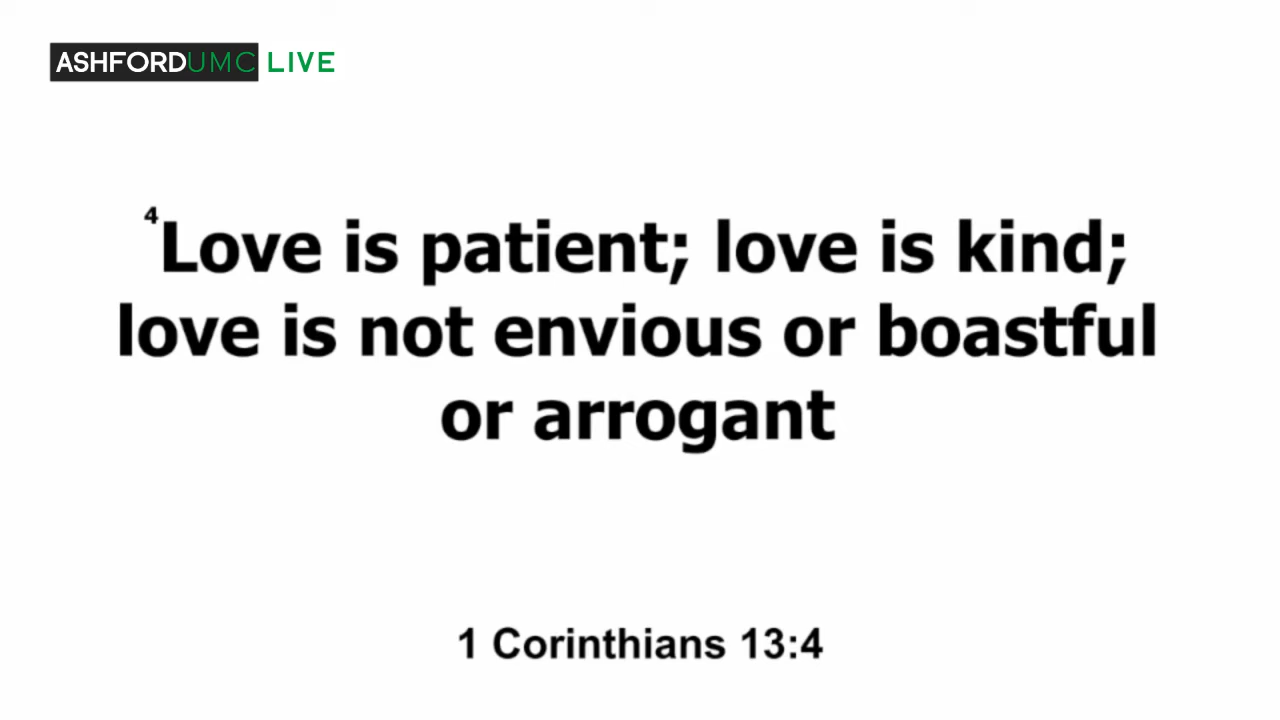 ASHFORDUMC LIVE
4Love is patient; love is kind;
love is not envious or boastful
or arrogant
1 Corinthians 13:4